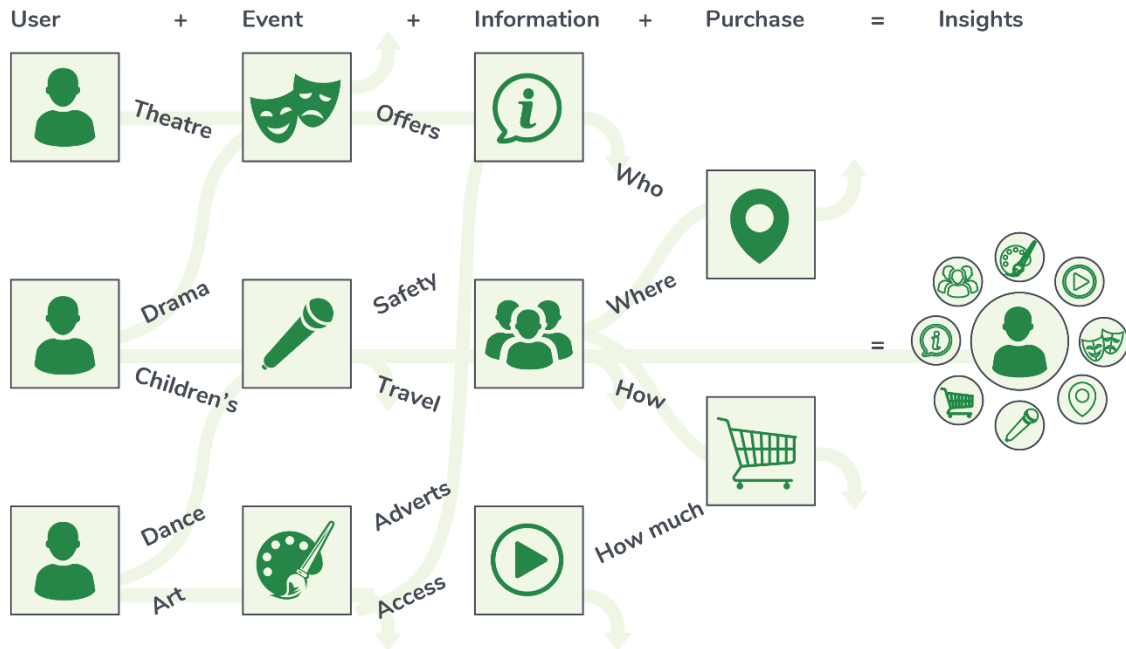 User + Event + Information + Purchase = Insights
Theatre
Offers
Who
Drama
Safety
Where
=
Children's
Travel
How
Dance
Adverts
How much
Art
Access